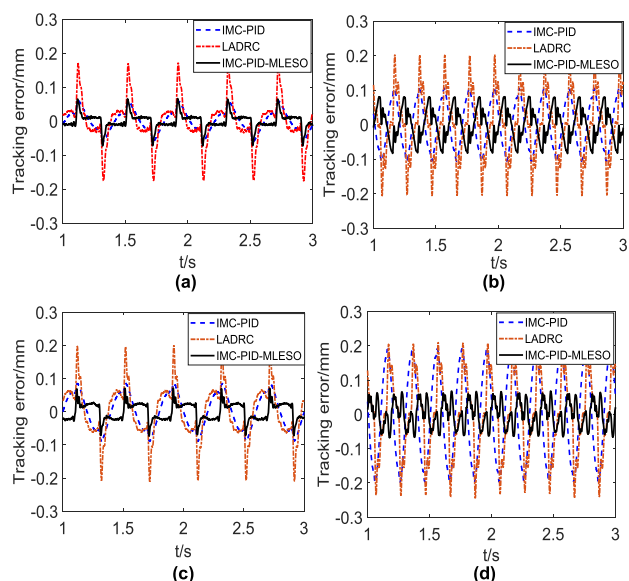 Tracking error/mm
0.3
0.2
0.1
0
-0.1
-0.2
-0.3
IMC-PID
LADRC
IMC-PID-MLESO
1
1.5
2
2.5
3
t/s
(a)
Tracking error/mm
0.3
0.2
0.1
0
-0.1
-0.2
-0.3
IMC-PID
LADRC
IMC-PID-MLESO
1
1.5
2
2.5
3
t/s
(b)
Tracking error/mm
0.3
0.2
0.1
0
-0.1
-0.2
-0.3
IMC-PID
LADRC
IMC-PID-MLESO
1
1.5
2
2.5
3
t/s
(c)
Tracking error/mm
0.3
0.2
0.1
0
-0.1
-0.2
-0.3
IMC-PID
LADRC
IMC-PID-MLESO
1
1.5
2
2.5
3
t/s
(d)